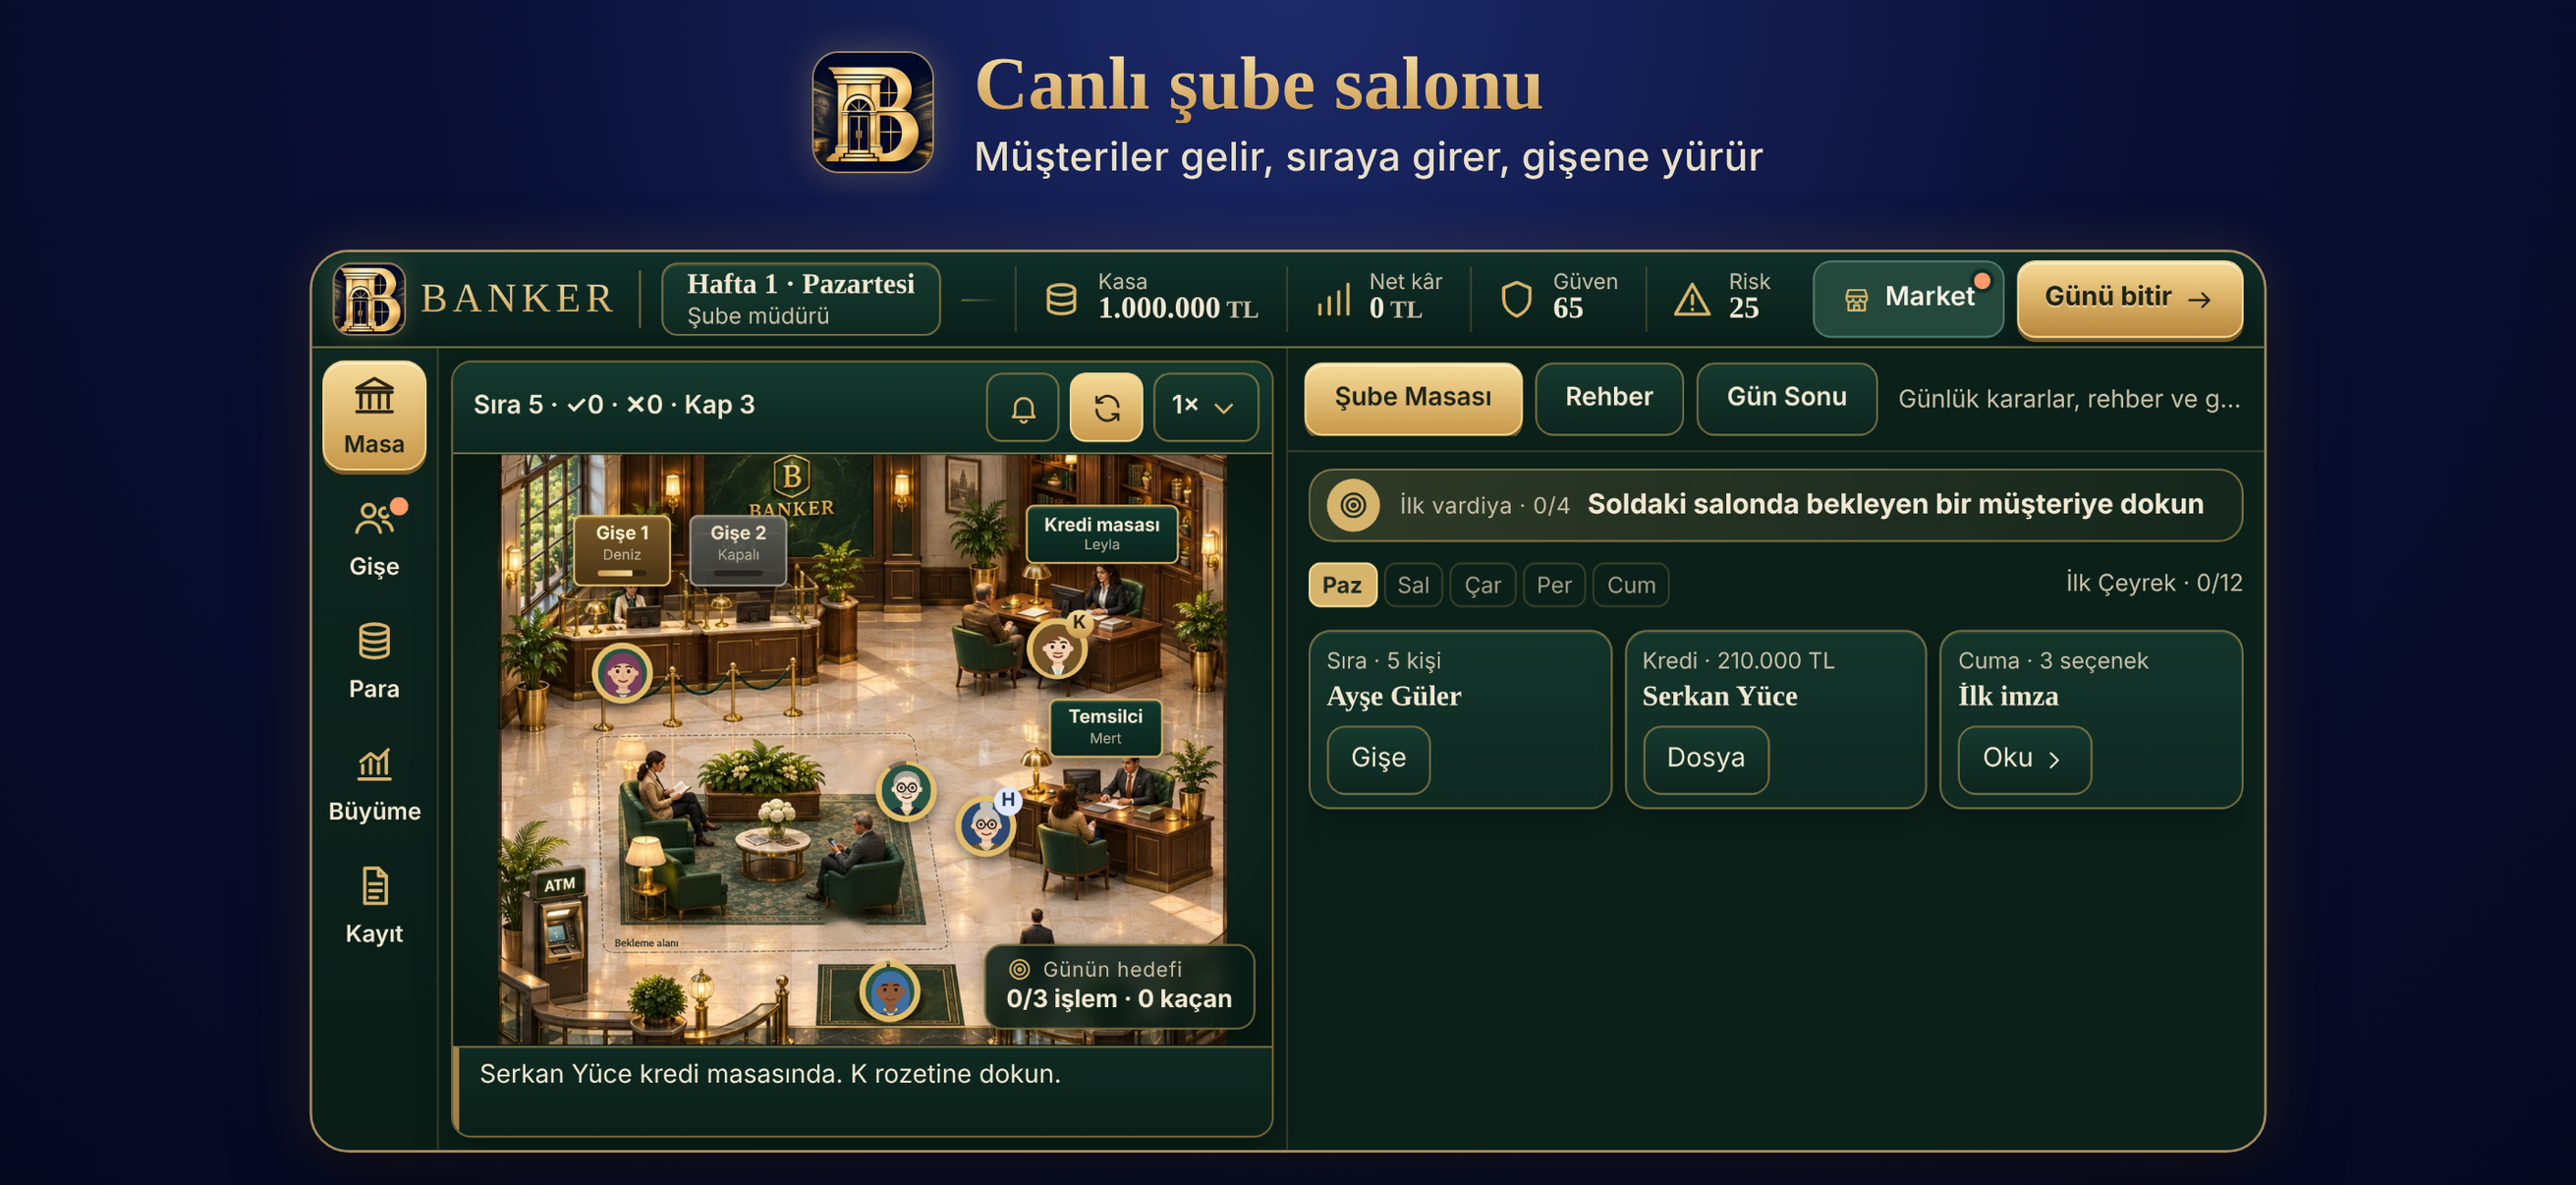 Canlı şube salonu
Müşteriler gelir, sıraya girer, gişene yürür
BANKER
Hafta 1 · Pazartesi
Şube müdürü
Kasa
1.000.000 TL
Net kâr
0 TL
Güven
65
Risk
25
Market
Günü bitir →
Masa
Gişe
Para
Büyüme
Kayıt
Sıra 5 · ✓0 · ✕0 · Kap 3
1×
B
BANKER
Gişe 1
Deniz
Gişe 2
Kapalı
Kredi masası
Leyla
K
Temsilci
Mert
H
ATM
Bekleme alanı
Günün hedefi
0/3 işlem · 0 kaçan
Serkan Yüce kredi masasında. K rozetine dokun.
Şube Masası
Rehber
Gün Sonu
Günlük kararlar, rehber ve g...
İlk vardiya · 0/4 Soldaki salonda bekleyen bir müşteriye dokun
Paz
Sal
Çar
Per
Cum
İlk Çeyrek · 0/12
Sıra · 5 kişi
Ayşe Güler
Gişe
Kredi · 210.000 TL
Serkan Yüce
Dosya
Cuma · 3 seçenek
İlk imza
Oku >